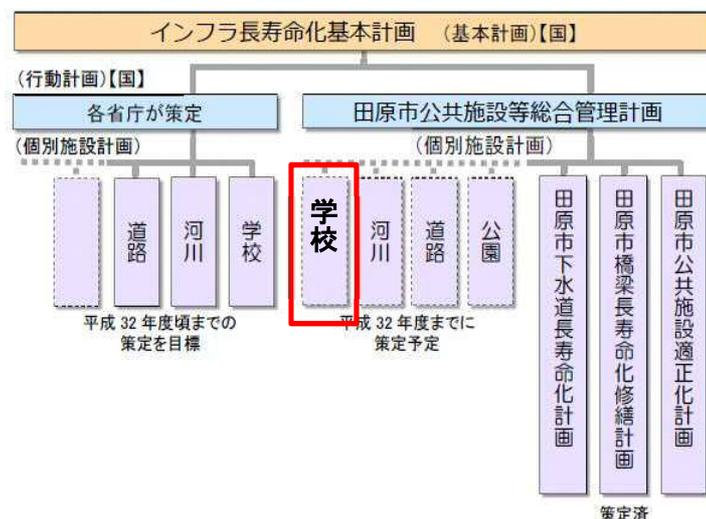 インフラ長寿命化基本計画 (基本計画)【国】
(行動計画)【国】
各省庁が策定
田原市公共施設等総合管理計画
(個別施設計画)
(個別施設計画)
道路
河川
学校
学校
河川
道路
公園
田原市下水道長寿命化計画
田原市橋梁長寿命化修繕計画
田原市公共施設適正化計画
平成 32 年度頃までの
策定を目標
平成 32 年度までに
策定予定
策定済